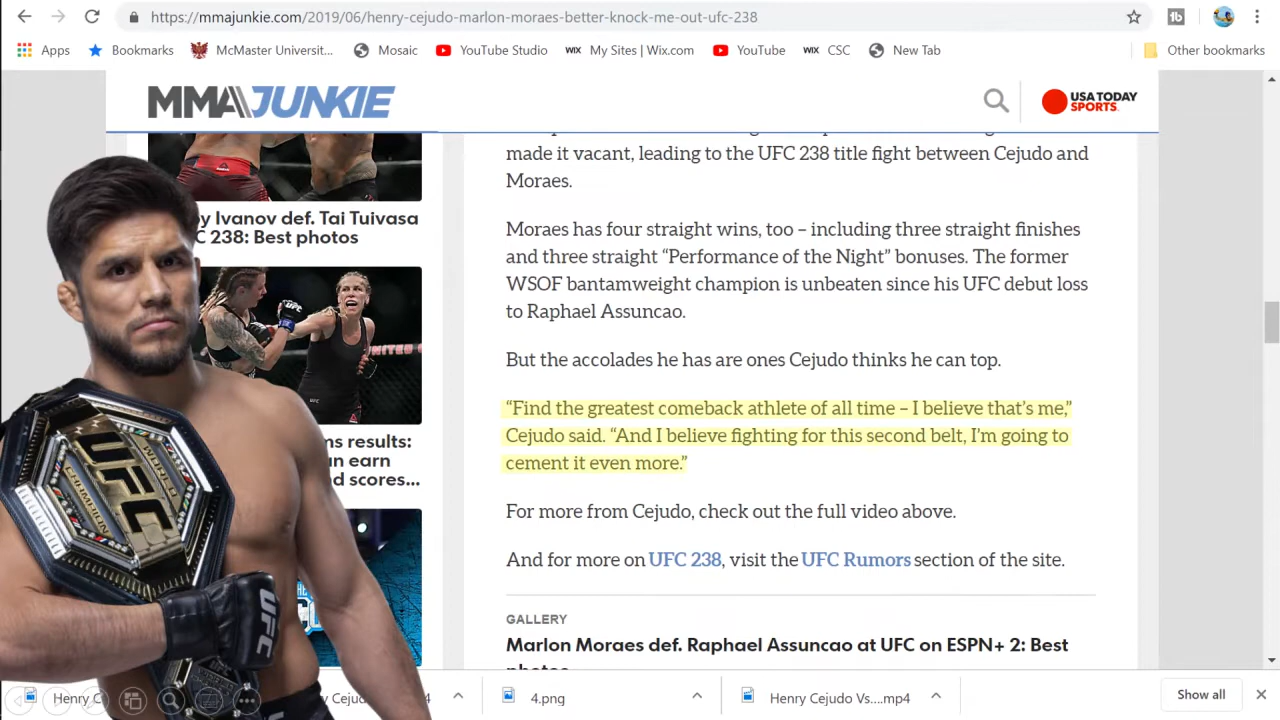 https://mmajunkie.com/2019/06/henry-cejudo-marlon-moraes-better-knock-me-out-ufc-238
Apps
Bookmarks
McMaster Universit...
Mosaic
YouTube Studio
My Sites | Wix.com
YouTube
CSC
New Tab
Other bookmarks
MMAJUNKIE
USA TODAY
SPORTS
made it vacant, leading to the UFC 238 title fight between Cejudo and
Moraes.
Moraes has four straight wins, too – including three straight finishes
and three straight “Performance of the Night” bonuses. The former
WSOF bantamweight champion is unbeaten since his UFC debut loss
to Raphael Assuncao.
But the accolades he has are ones Cejudo thinks he can top.
“Find the greatest comeback athlete of all time – I believe that’s me,”
Cejudo said. “And I believe fighting for this second belt, I’m going to
cement it even more.”
For more from Cejudo, check out the full video above.
And for more on UFC 238, visit the UFC Rumors section of the site.
GALLERY
Marlon Moraes def. Raphael Assuncao at UFC on ESPN+ 2: Best
photos
Ivanov def. Tai Tuivasa
238: Best photos
results:
earn
scores...
UFC
UFC
Henry
Cejudo
4.png
Henry Cejudo Vs....mp4
Show all